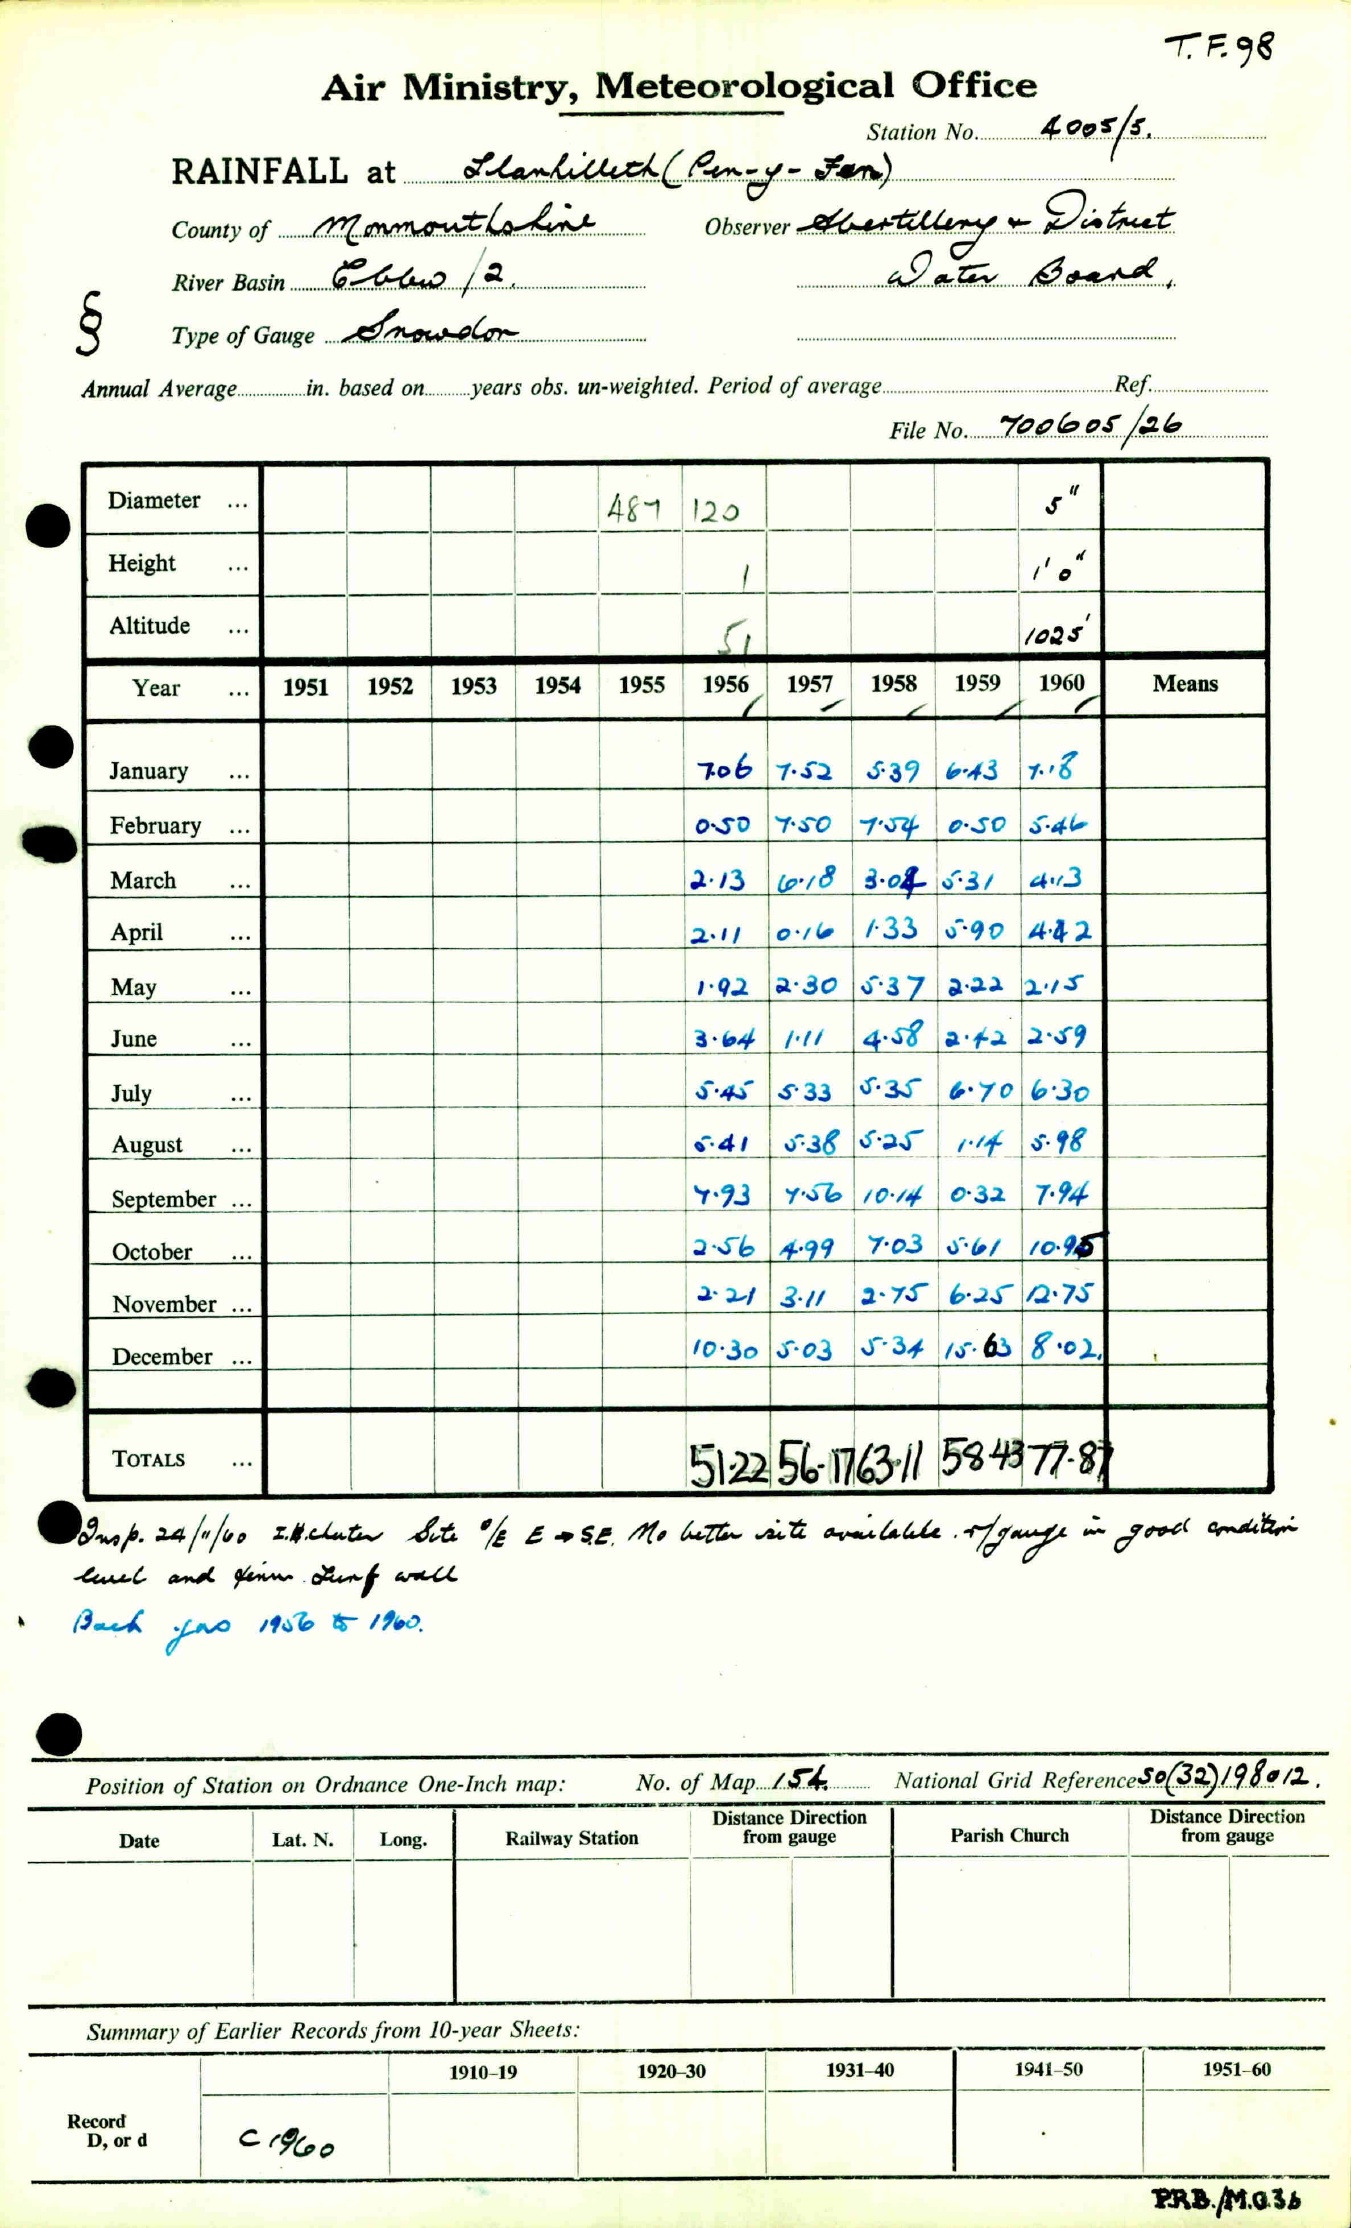 T.F.98
Air Ministry, Meteorological Office
Station No. 4005/5.
RAINFALL at Llanhilleth (Pen-y-Fan)
County of Monmouthshire Observer Abertillery & District
River Basin Ebbw /2. Water Board,
§ Type of Gauge Snowdon
Annual Average in. based on years obs. un-weighted. Period of average Ref.
File No. 700605/26
Diameter ... 487 120 5"
Height ... 1 1'0"
Altitude ... 51 1025'
Year ... 1951 1952 1953 1954 1955 1956 1957 1958 1959 1960 Means
January ... 7.06 7.52 5.39 6.43 7.18
February ... 0.50 7.50 7.54 0.50 5.46
March ... 2.13 6.18 3.04 5.31 4.13
April ... 2.11 0.16 1.33 5.90 4.42
May ... 1.92 2.30 5.37 2.22 2.15
June ... 3.64 1.11 4.58 2.42 2.59
July ... 5.45 5.33 5.35 6.70 6.30
August ... 5.41 5.38 5.25 1.14 5.98
September ... 7.93 7.56 10.14 0.32 7.94
October ... 2.56 4.99 7.03 5.61 10.95
November ... 2.21 3.11 2.75 6.25 12.75
December ... 10.30 5.03 5.34 15.63 8.02.
TOTALS ... 51.22 56.17 63.11 58.43 77.87
Insp. 24/11/60 Site o/E E → S.E. No better site available. r/gauge in good condition
level and firm. Turf wall
Back yrs 1956 to 1960.
Position of Station on Ordnance One-Inch map: No. of Map 154 National Grid Reference SO(32)198012.
Date Lat. N. Long. Railway Station Distance Direction from gauge Parish Church Distance Direction from gauge
Summary of Earlier Records from 10-year Sheets:
1910–19 1920–30 1931–40 1941–50 1951–60
Record
D, or d C1960
P.R.B./M.O.3b